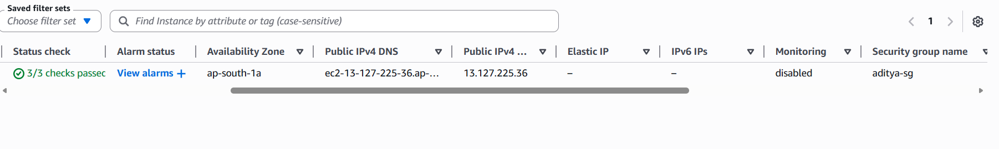 Saved filter sets
Choose filter set
Find Instance by attribute or tag (case-sensitive)
1
Status check Alarm status Availability Zone Public IPv4 DNS Public IPv4 ... Elastic IP IPv6 IPs Monitoring Security group name
3/3 checks passed View alarms + ap-south-1a ec2-13-127-225-36.ap-... 13.127.225.36 – – disabled aditya-sg